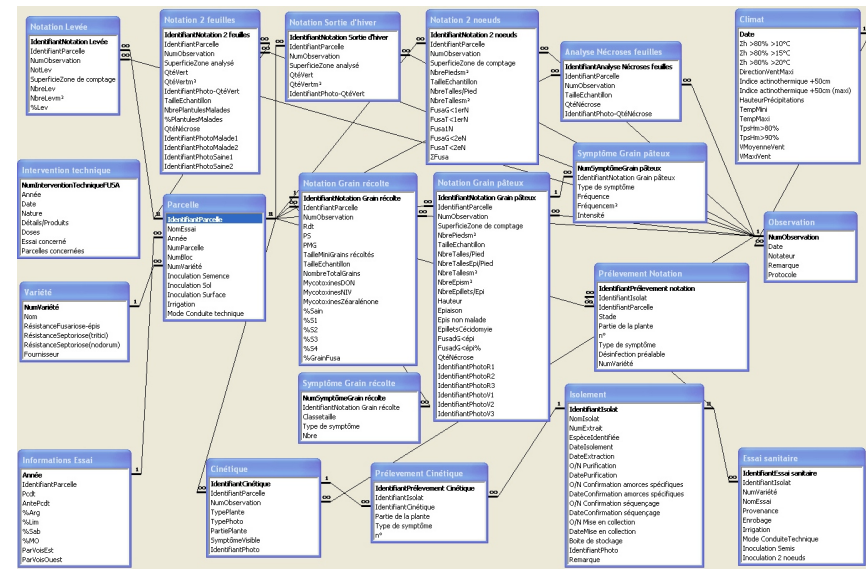 Notation Levée
IdentifiantNotation Levée
IdentifiantParcelle
NumObservation
NotLev
SuperficieZone de comptage
NbreLev
NbreLevm²
%Lev
Notation 2 feuilles
IdentifiantNotation 2 feuilles
IdentifiantParcelle
NumObservation
SuperficieZone analysé
QtéVert
QtéVertm²
IdentifiantPhoto-QtéVert
TailleEchantillon
NbrePlantulesMalades
%PlantulesMalades
QtéNécrose
IdentifiantPhotoMalade1
IdentifiantPhotoMalade2
IdentifiantPhotoSaine1
IdentifiantPhotoSaine2
Notation Sortie d'hiver
IdentifiantNotation Sortie d'hiver
IdentifiantParcelle
NumObservation
SuperficieZone analysé
QtéVert
QtéVertm²
IdentifiantPhoto-QtéVert
Notation 2 noeuds
IdentifiantNotation 2 noeuds
IdentifiantParcelle
NumObservation
SuperficieZone de comptage
NbrePiedsm²
TailleEchantillon
NbreTalles/Pied
NbreTallesm²
FusaG<1erN
FusaT<1erN
Fusa1N
FusaG<2eN
FusaT<2eN
ΣFusa
Analyse Nécroses feuilles
IdentifiantAnalyse Nécroses feuilles
IdentifiantParcelle
NumObservation
TailleEchantillon
QtéNécrose
IdentifiantPhoto-QtéNécrose
Climat
Date
Zh >80% >10°C
Zh >80% >15°C
Zh >80% >20°C
DirectionVentMaxi
Indice actinothermique +50cm
Indice actinothermique +50cm (maxi)
HauteurPrécipitations
TempMini
TempMaxi
TpsHm>80%
TpsHm>90%
VMoyenneVent
VMaxiVent
Intervention technique
NumInterventionTechniqueFUSA
Année
Date
Nature
Détails/Produits
Doses
Essai concerné
Parcelles concernées
Parcelle
IdentifiantParcelle
NomEssai
Année
NumParcelle
NumBloc
NumVariété
Inoculation Semence
Inoculation Sol
Inoculation Surface
Irrigation
Mode Conduite technique
Notation Grain récolte
IdentifiantNotation Grain récolte
IdentifiantParcelle
NumObservation
Rdt
PS
PMG
TailleMiniGrains récoltés
TailleEchantillon
NombreTotalGrains
MycotoxinesDON
MycotoxinesNIV
MycotoxinesZéaralénone
%Sain
%S1
%S2
%S3
%S4
%GrainFusa
Notation Grain pâteux
IdentifiantNotation Grain pâteux
IdentifiantParcelle
NumObservation
SuperficieZone de comptage
NbrePiedsm²
TailleEchantillon
NbreTalles/Pied
NbreTallesEpi/Pied
NbreTallesm²
NbreEpism²
NbreEpillets/Epi
Hauteur
Epiaison
Epis non malade
EpilletsCécidomyie
FusadG<épi
FusadG<épi%
QtéNécrose
IdentifiantPhotoR1
IdentifiantPhotoR2
IdentifiantPhotoR3
IdentifiantPhotoV1
IdentifiantPhotoV2
IdentifiantPhotoV3
Symptôme Grain pâteux
NumSymptômeGrain pâteux
IdentifiantNotation Grain pâteux
Type de symptôme
Fréquence
Fréquencem²
Intensité
Observation
NumObservation
Date
Notateur
Remarque
Protocole
Variété
NumVariété
Nom
RésistanceFusariose-épis
RésistanceSeptoriose(tritici)
RésistanceSeptoriose(nodorum)
Fournisseur
Prélevement Notation
IdentifiantPrélevement notation
IdentifiantIsolat
IdentifiantParcelle
Stade
Partie de la plante
n°
Type de symptôme
Désinfection préalable
NumVariété
Symptôme Grain récolte
NumSymptômeGrain récolte
IdentifiantNotation Grain récolte
Classetaille
Type de symptôme
Nbre
Isolement
IdentifiantIsolat
NomIsolat
NumExtrait
EspèceIdentifiée
DateIsolement
DateExtraction
O/N Purification
DatePurification
O/N Confirmation amorces spécifiques
DateConfirmation amorces spécifiques
O/N Confirmation séquençage
DateConfirmation séquençage
O/N Mise en collection
DateMise en collection
Boite de stockage
IdentifiantPhoto
Remarque
Informations Essai
Année
IdentifiantParcelle
Pcdt
AntePcdt
%Arg
%Lim
%Sab
%MO
ParVoisEst
ParVoisOuest
Cinétique
IdentifiantCinétique
IdentifiantParcelle
NumObservation
TypePlante
TypePhoto
PartiePlante
SymptômeVisible
IdentifiantPhoto
Prélevement Cinétique
IdentifiantPrélevement Cinétique
IdentifiantIsolat
IdentifiantCinétique
Partie de la plante
Type de symptôme
n°
Essai sanitaire
IdentifiantEssai sanitaire
IdentifiantIsolat
NumVariété
NomEssai
Provenance
Enrobage
Irrigation
Mode ConduiteTechnique
Inoculation Semis
Inoculation 2 noeuds